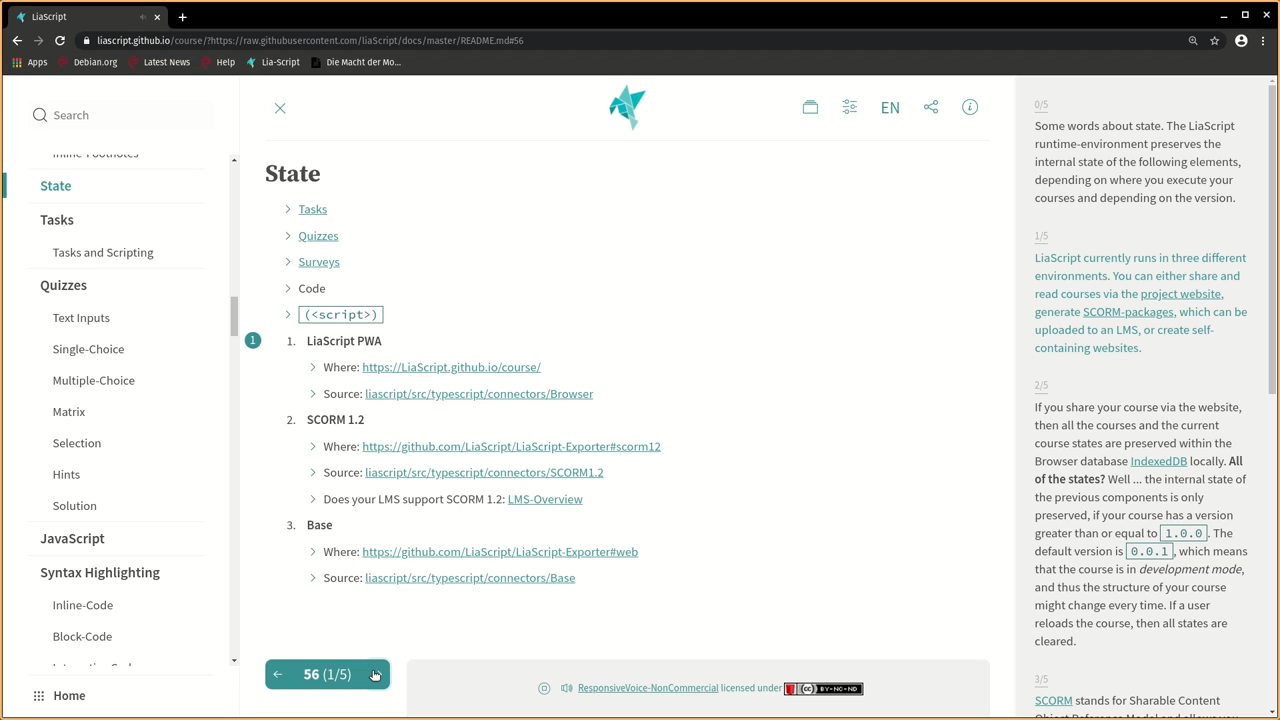 LiaScript
liascript.github.io/course/?https://raw.githubusercontent.com/liaScript/docs/master/README.md#56
Apps Debian.org Latest News Help Lia-Script Die Macht der Mo...
Search
Inline-Footnotes
State
Tasks
Tasks and Scripting
Quizzes
Text Inputs
Single-Choice
Multiple-Choice
Matrix
Selection
Hints
Solution
JavaScript
Syntax Highlighting
Inline-Code
Block-Code
Home
EN
State
Tasks
Quizzes
Surveys
Code
(<script>)
1
1. LiaScript PWA
Where: https://LiaScript.github.io/course/
Source: liascript/src/typescript/connectors/Browser
2. SCORM 1.2
Where: https://github.com/LiaScript/LiaScript-Exporter#scorm12
Source: liascript/src/typescript/connectors/SCORM1.2
Does your LMS support SCORM 1.2: LMS-Overview
3. Base
Where: https://github.com/LiaScript/LiaScript-Exporter#web
Source: liascript/src/typescript/connectors/Base
56 (1/5)
ResponsiveVoice-NonCommercial licensed under
cc BY-NC-ND
0/5
Some words about state. The LiaScript
runtime-environment preserves the
internal state of the following elements,
depending on where you execute your
courses and depending on the version.
1/5
LiaScript currently runs in three different
environments. You can either share and
read courses via the project website,
generate SCORM-packages, which can be
uploaded to an LMS, or create self-
containing websites.
2/5
If you share your course via the website,
then all the courses and the current
course states are preserved within the
Browser database IndexedDB locally. All
of the states? Well ... the internal state of
the previous components is only
preserved, if your course has a version
greater than or equal to 1.0.0. The
default version is 0.0.1, which means
that the course is in development mode,
and thus the structure of your course
might change every time. If a user
reloads the course, then all states are
cleared.
3/5
SCORM stands for Sharable Content